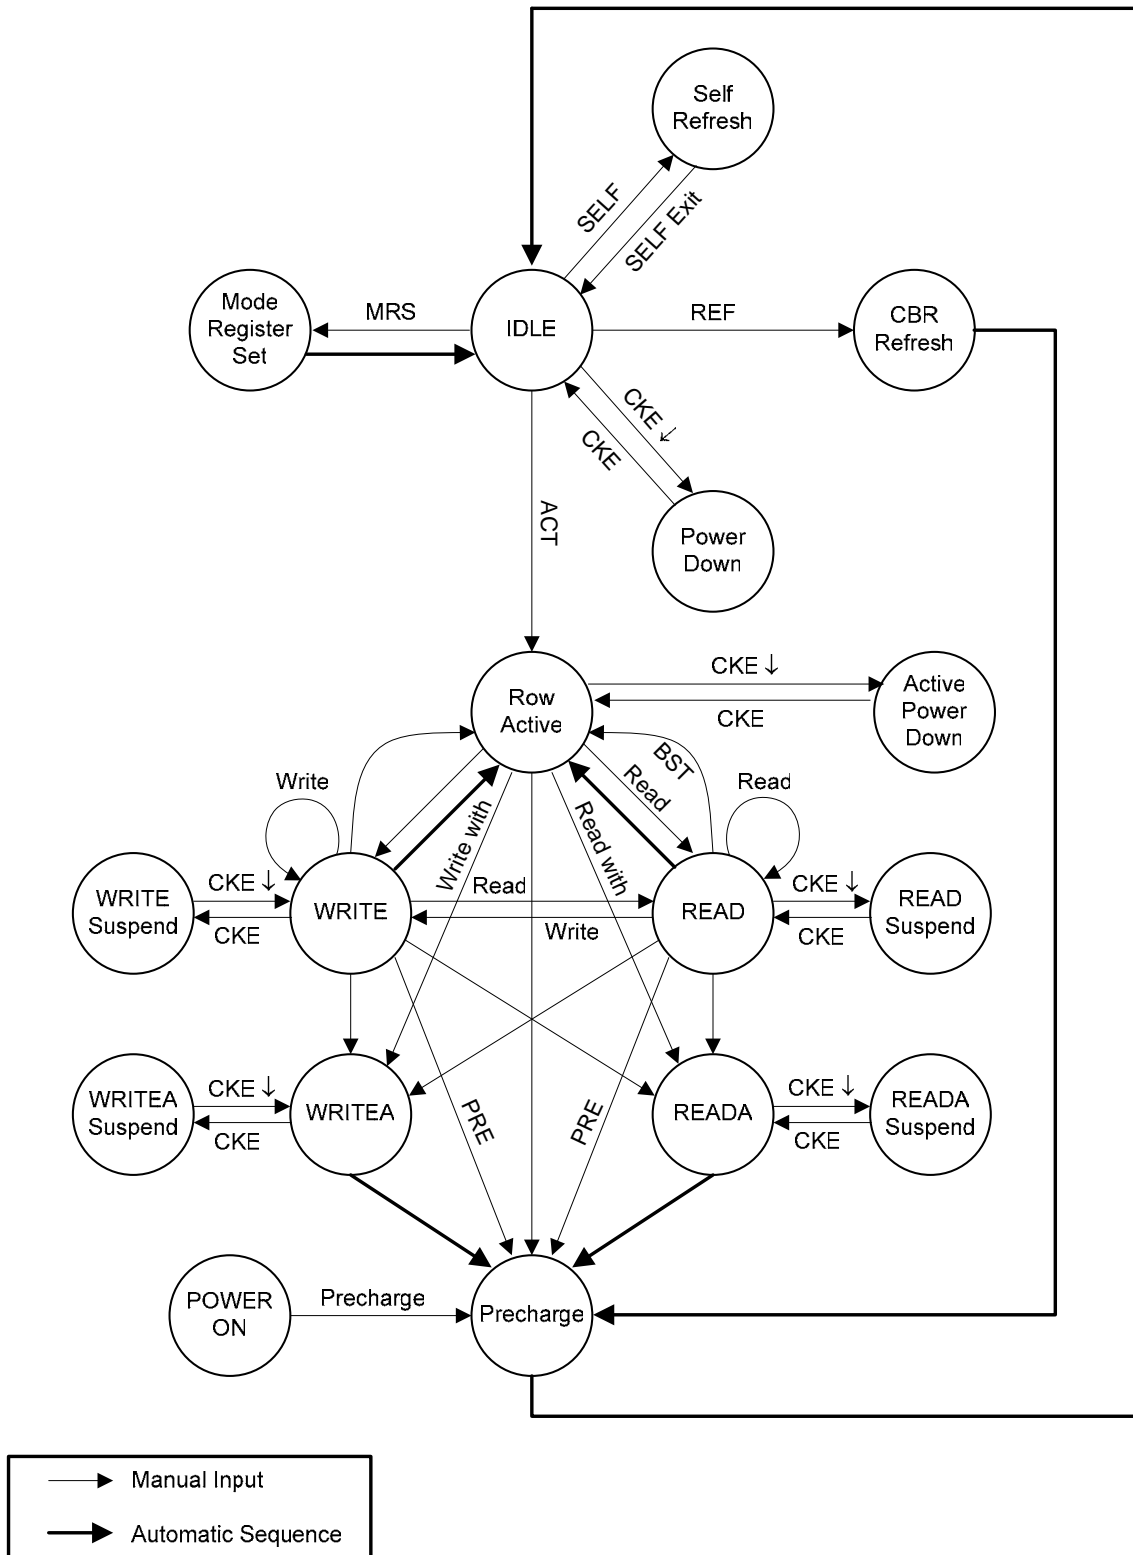 Self
Refresh
SELF
SELF Exit
Mode
Register
Set
MRS
IDLE
REF
CBR
Refresh
CKE ↓
CKE
ACT
Power
Down
Row
Active
CKE ↓
CKE
Active
Power
Down
BST
Read
Write
Read
Write with
Read with
WRITE
Suspend
CKE ↓
CKE
WRITE
Read
Write
READ
CKE ↓
CKE
READ
Suspend
WRITEA
Suspend
CKE ↓
CKE
WRITEA
PRE
PRE
READA
CKE ↓
CKE
READA
Suspend
POWER
ON
Precharge
Precharge
Manual Input
Automatic Sequence